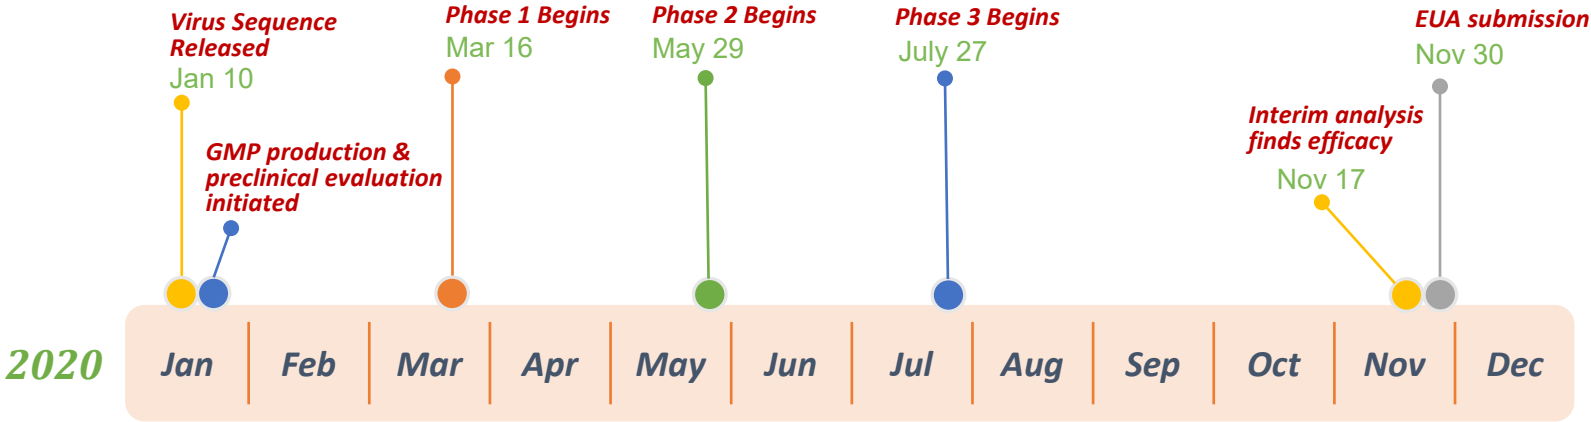 Virus Sequence
Released
Jan 10
GMP production &
preclinical evaluation
initiated
Phase 1 Begins
Mar 16
Phase 2 Begins
May 29
Phase 3 Begins
July 27
Interim analysis
finds efficacy
Nov 17
EUA submission
Nov 30
2020
Jan
Feb
Mar
Apr
May
Jun
Jul
Aug
Sep
Oct
Nov
Dec